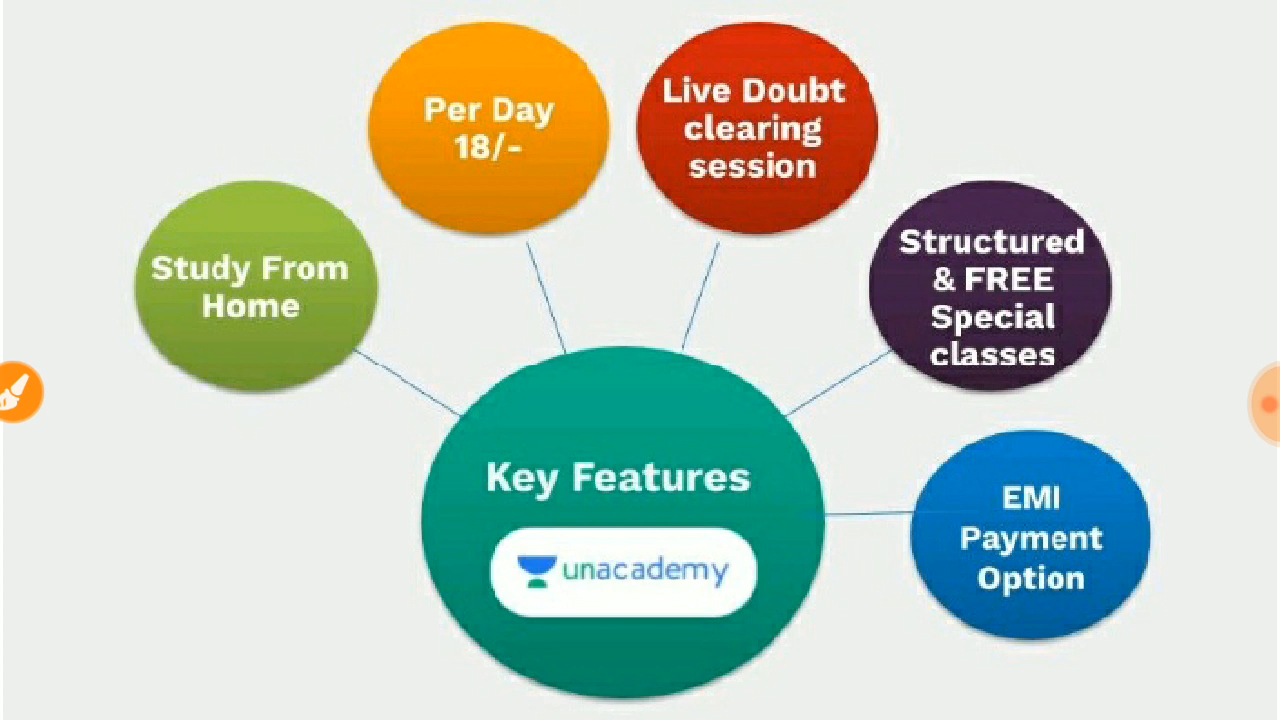 Per Day
18/-
Live Doubt
clearing
session
Study From
Home
Structured
& FREE
Special
classes
Key Features
unacademy
EMI
Payment
Option